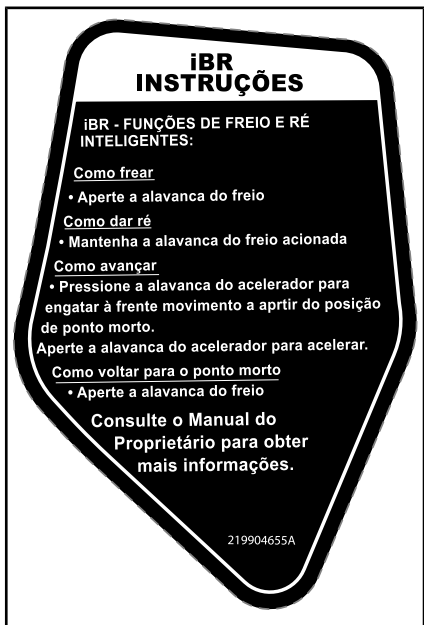 iBR
INSTRUÇÕES
iBR - FUNÇÕES DE FREIO E RÉ
INTELIGENTES:
Como frear
• Aperte a alavanca do freio
Como dar ré
• Mantenha a alavanca do freio acionada
Como avançar
• Pressione a alavanca do acelerador para
engatar à frente movimento a aprtir do posição
de ponto morto.
Aperte a alavanca do acelerador para acelerar.
Como voltar para o ponto morto
• Aperte a alavanca do freio
Consulte o Manual do
Proprietário para obter
mais informações.
219904655A